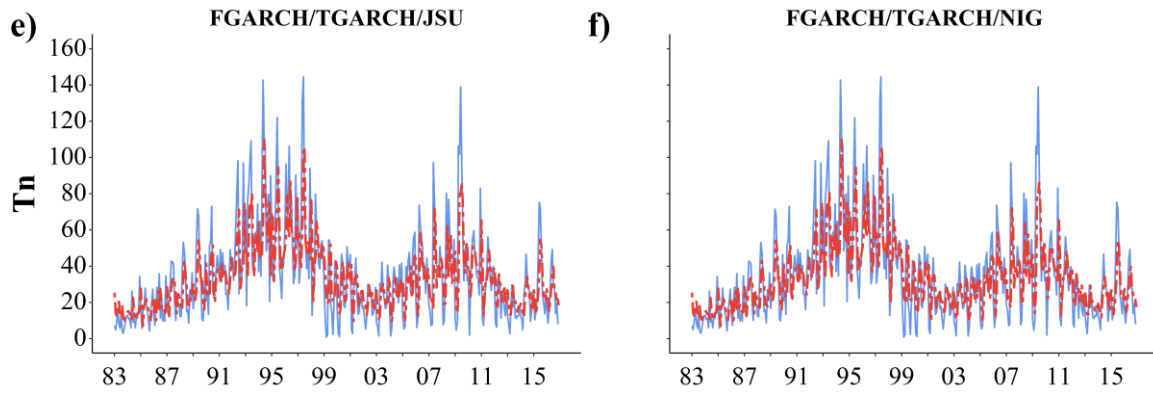 e) FGARCH/TGARCH/JSU
160
140
120
100
80
60
40
20
0
Tn
83 87 91 95 99 03 07 11 15
f) FGARCH/TGARCH/NIG
83 87 91 95 99 03 07 11 15